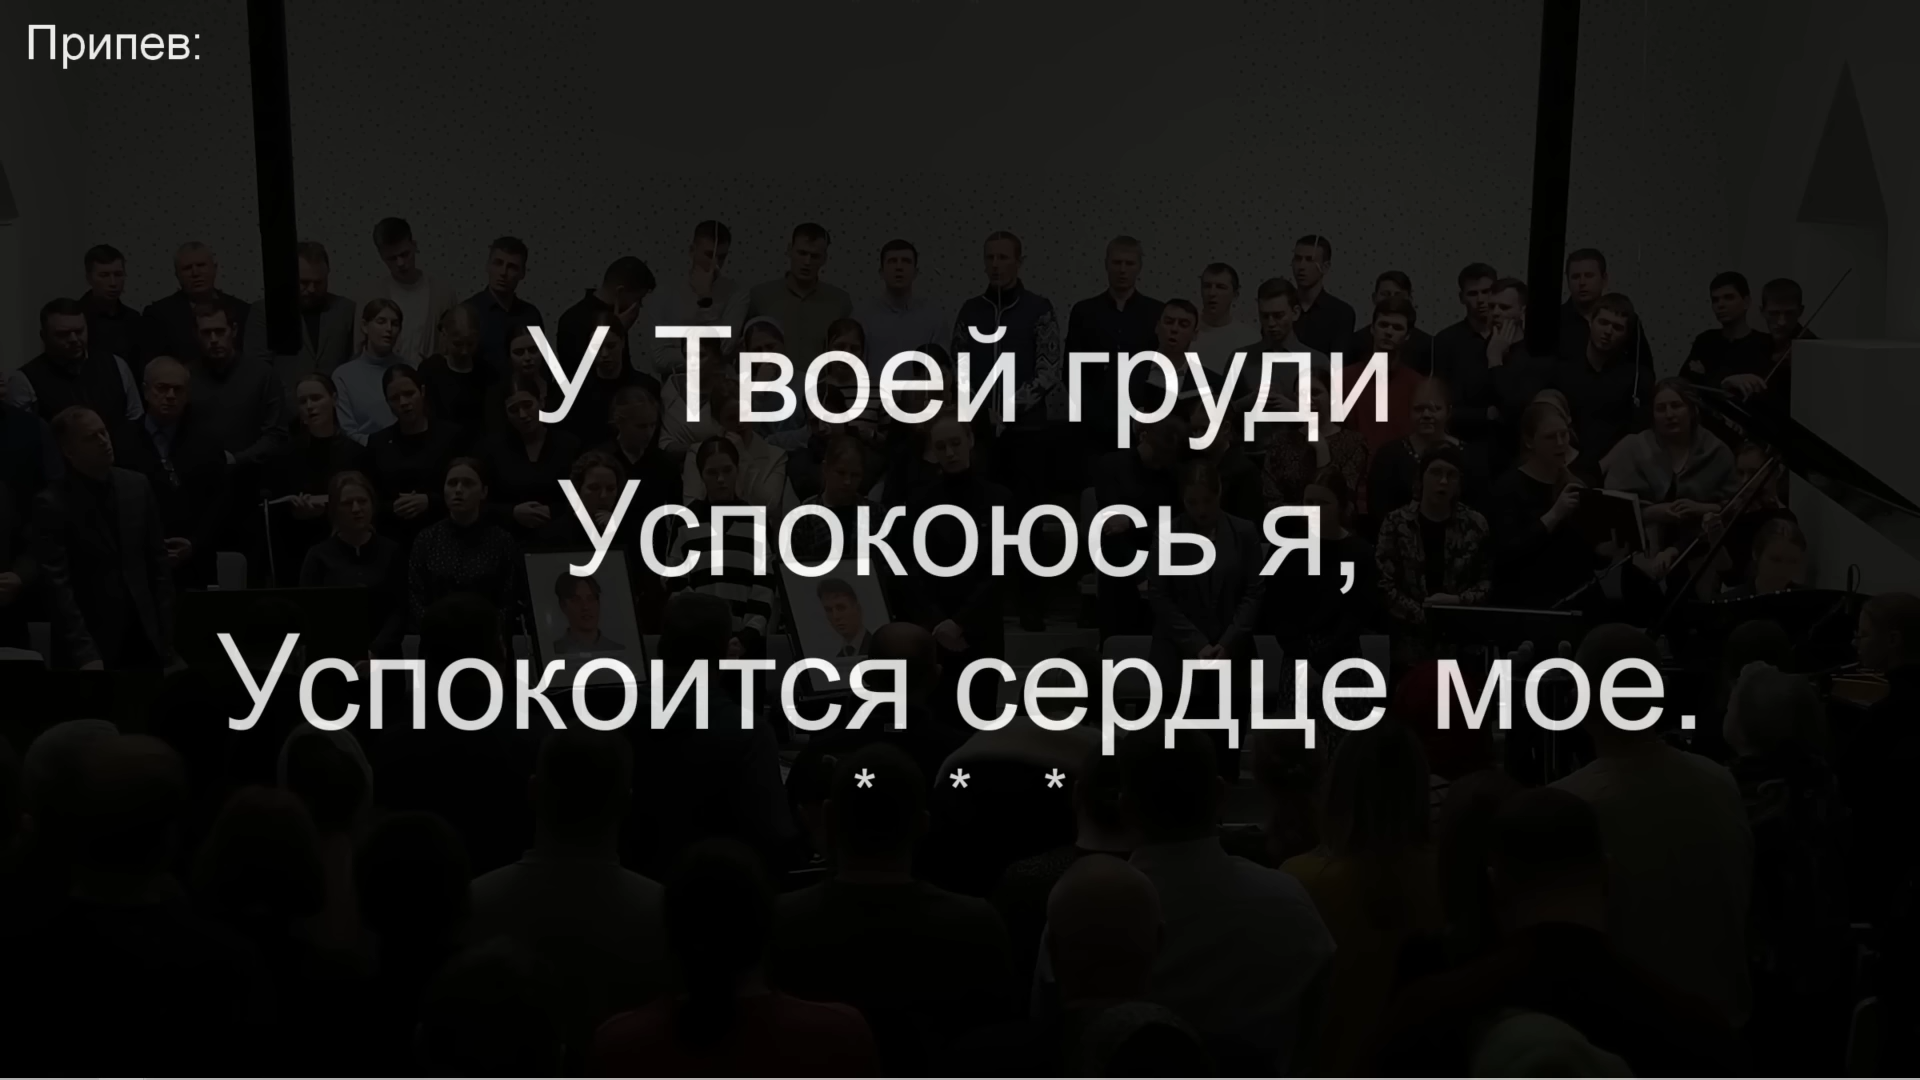 Припев:
У Твоей груди
Успокоюсь я,
Успокоится сердце мое.
* * *